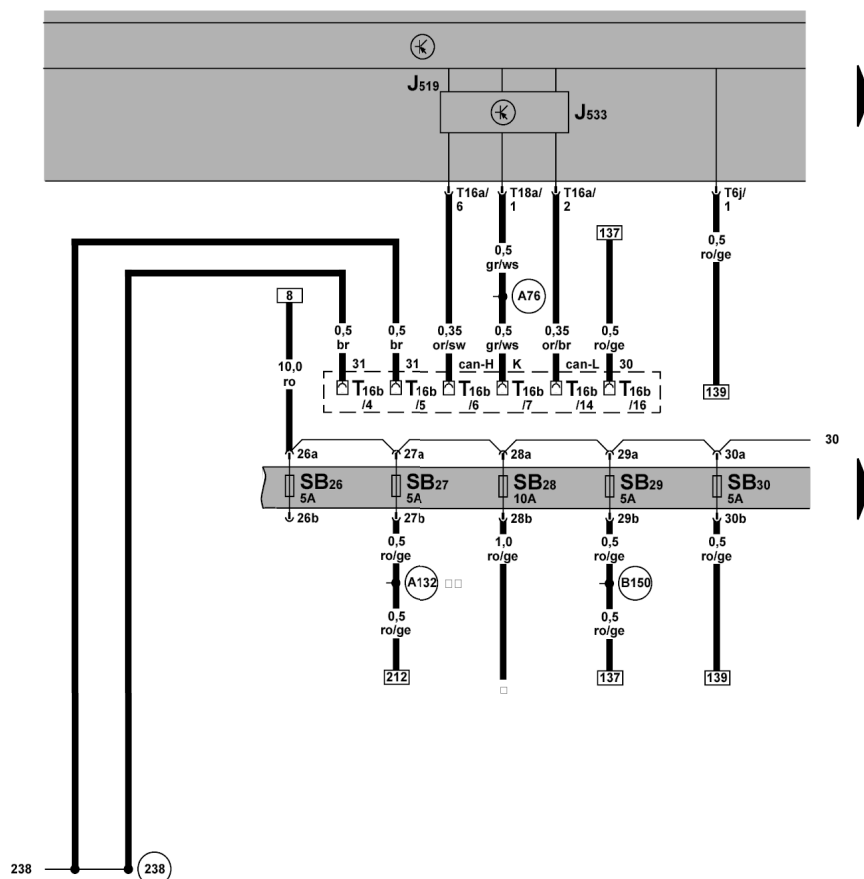 J519
J533
T16a/
6
T18a/
1
T16a/
2
T6j/
1
137
0,5
gr/ws
0,5
ro/ge
8
A76
0,5
br
0,5
br
0,35
or/sw
0,5
gr/ws
0,35
or/br
0,5
ro/ge
10,0
ro
31
31
can-H
K
can-L
30
T16b
/4
T16b
/5
T16b
/6
T16b
/7
T16b
/14
T16b
/16
139
30
26a
27a
28a
29a
30a
SB26
5A
SB27
5A
SB28
10A
SB29
5A
SB30
5A
26b
27b
28b
29b
30b
0,5
ro/ge
1,0
ro/ge
0,5
ro/ge
0,5
ro/ge
A132
B150
0,5
ro/ge
0,5
ro/ge
212
137
139
238
238